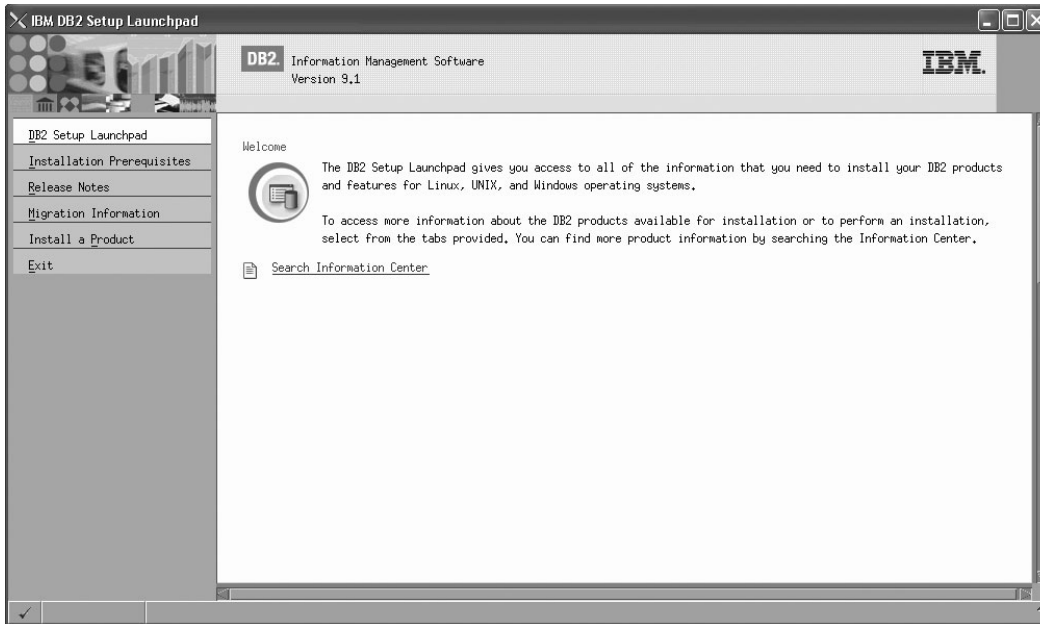 IBM DB2 Setup Launchpad
DB2. Information Management Software
Version 9.1
IBM.
DB2 Setup Launchpad
Installation Prerequisites
Release Notes
Migration Information
Install a Product
Exit
Welcome
The DB2 Setup Launchpad gives you access to all of the information that you need to install your DB2 products
and features for Linux, UNIX, and Windows operating systems.
To access more information about the DB2 products available for installation or to perform an installation,
select from the tabs provided. You can find more product information by searching the Information Center.
Search Information Center